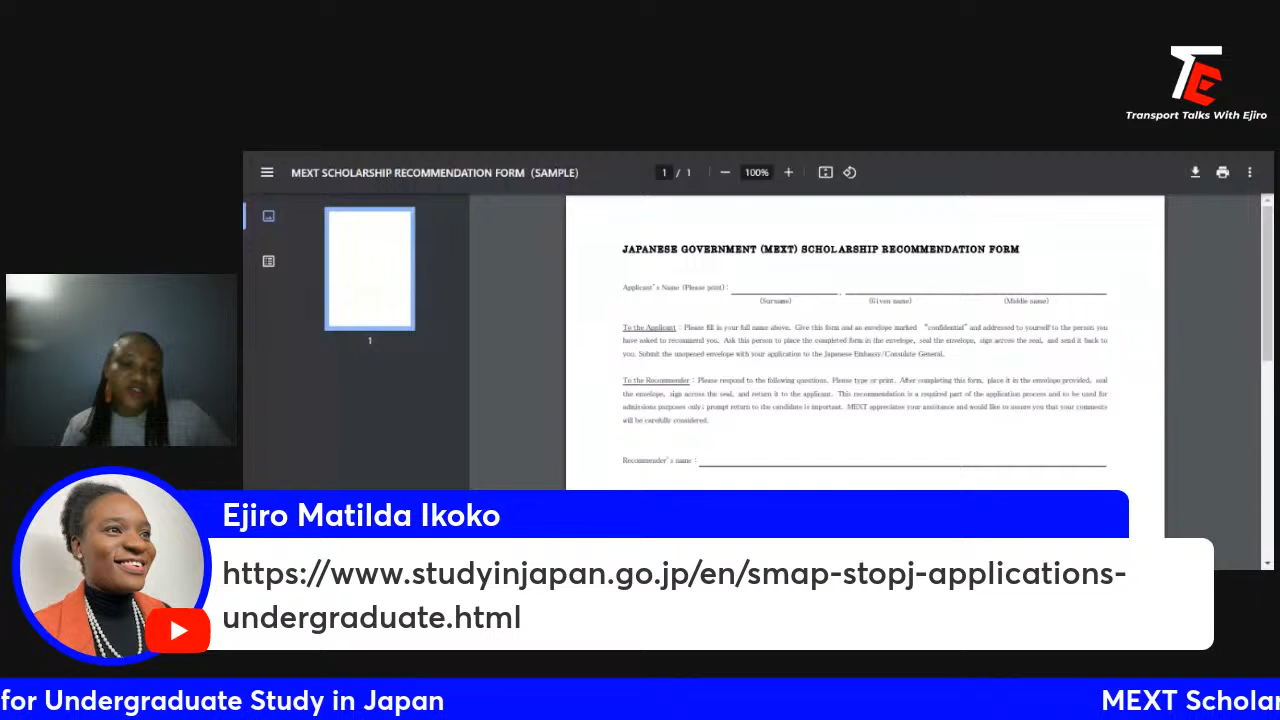 TE
Transport Talks With Ejiro
MEXT SCHOLARSHIP RECOMMENDATION FORM (SAMPLE)
1 / 1
100%
1
JAPANESE GOVERNMENT (MEXT) SCHOLARSHIP RECOMMENDATION FORM
Applicant's Name (Please print):
(Surname) (Given name) (Middle name)
To the Applicant : Please fill in your full name above. Give this form and an envelope marked "confidential" and addressed to yourself to the person you
have asked to recommend you. Ask this person to place the completed form in the envelope, seal the envelope, sign across the seal, and send it back to
you. Submit the unopened envelope with your application to the Japanese Embassy/Consulate General.
To the Recommender : Please respond to the following questions. Please type or print. After completing this form, place it in the envelope provided, seal
the envelope, sign across the seal, and return it to the applicant. This recommendation is a required part of the application process and to be used for
admissions purposes only; prompt return to the candidate is important. MEXT appreciates your assistance and would like to assure you that your comments
will be carefully considered.
Recommender's name :
Ejiro Matilda Ikoko
https://www.studyinjapan.go.jp/en/smap-stopj-applications-
undergraduate.html
for Undergraduate Study in Japan MEXT Scholar